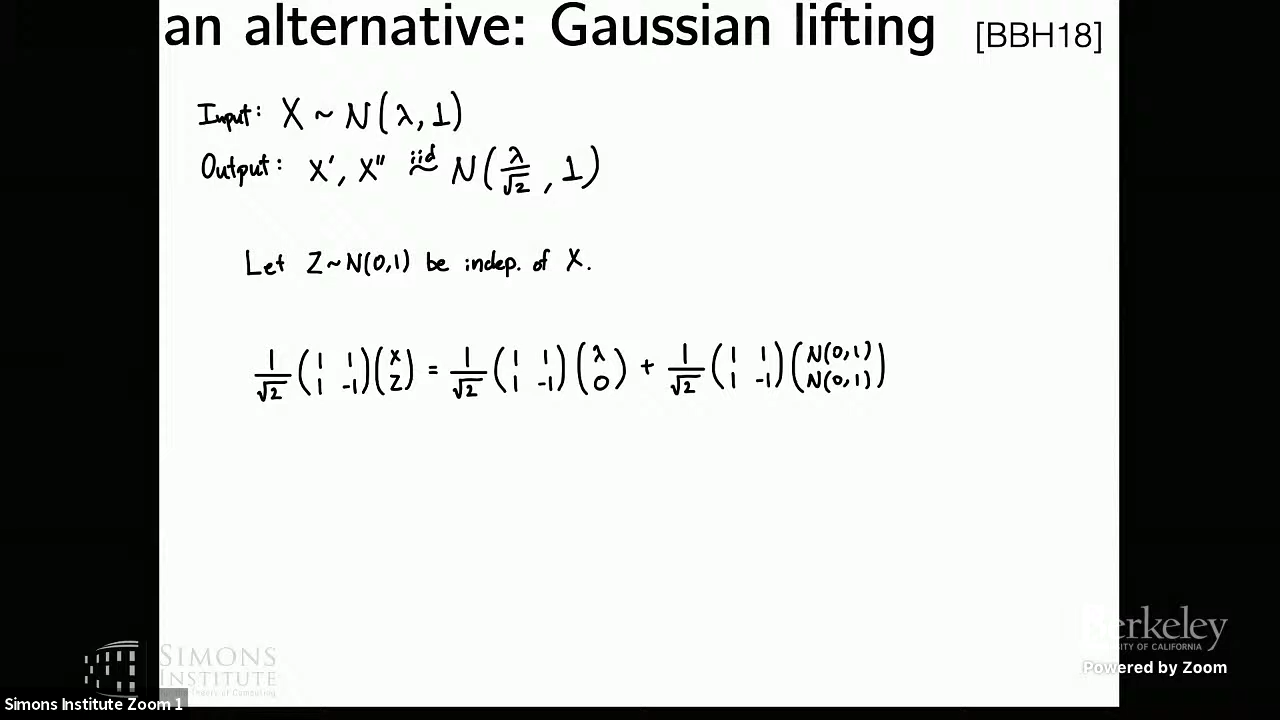 an alternative: Gaussian lifting [BBH18]
Input: X ~ N(λ, 1)
Output: X′, X″ iid ~ N(λ/√2, 1)
Let Z~N(0,1) be indep. of X.
1/√2 (1 1; 1 -1)(X; Z) = 1/√2 (1 1; 1 -1)(λ; 0) + 1/√2 (1 1; 1 -1)(N(0,1); N(0,1))
SIMONS
INSTITUTE
Berkeley
OF CALIFORNIA
Powered by Zoom
Simons Institute Zoom 1